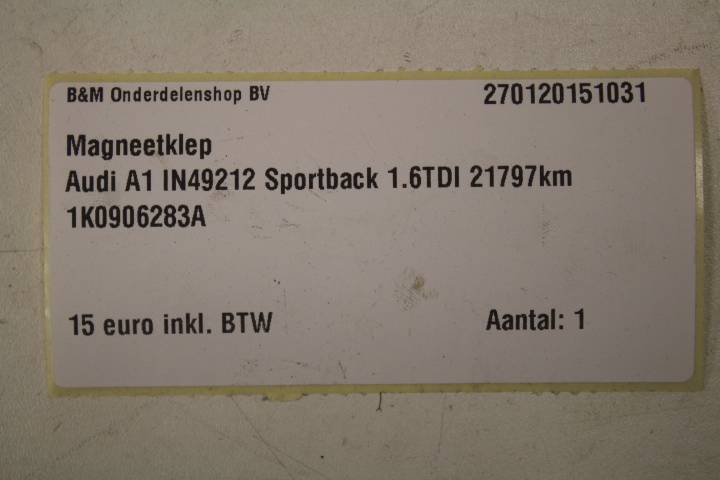 B&M Onderdelenshop BV 270120151031
Magneetklep
Audi A1 IN49212 Sportback 1.6TDI 21797km
1K0906283A
15 euro inkl. BTW Aantal: 1